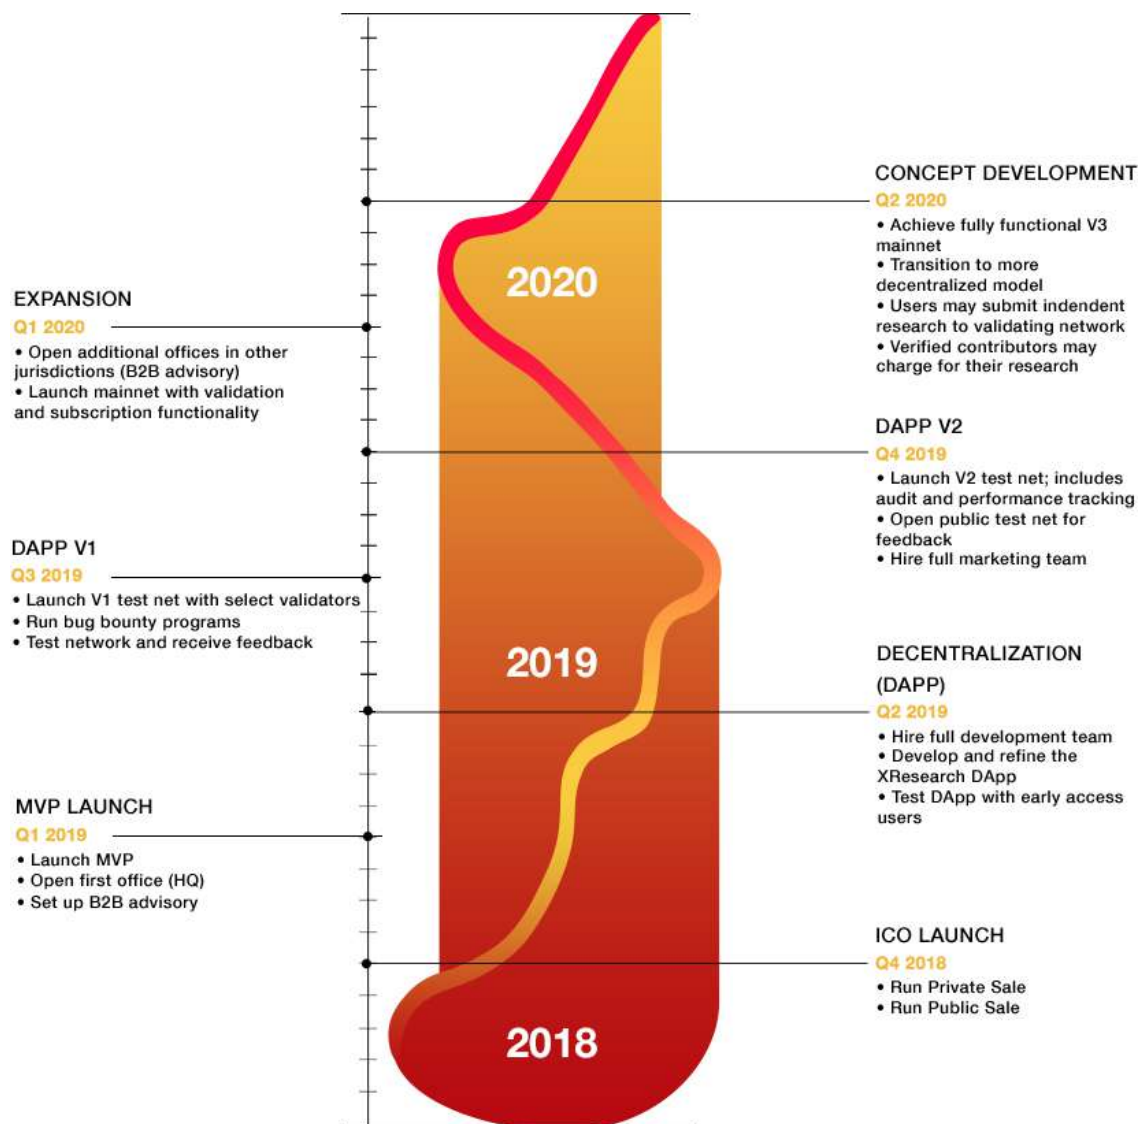 CONCEPT DEVELOPMENT
Q2 2020
• Achieve fully functional V3
mainnet
• Transition to more
decentralized model
• Users may submit indendent
research to validating network
• Verified contributors may
charge for their research
2020
EXPANSION
Q1 2020
• Open additional offices in other
jurisdictions (B2B advisory)
• Launch mainnet with validation
and subscription functionality
DAPP V2
Q4 2019
• Launch V2 test net; includes
audit and performance tracking
• Open public test net for
feedback
• Hire full marketing team
DAPP V1
Q3 2019
• Launch V1 test net with select validators
• Run bug bounty programs
• Test network and receive feedback
2019
DECENTRALIZATION
(DAPP)
Q2 2019
• Hire full development team
• Develop and refine the
XResearch DApp
• Test DApp with early access
users
MVP LAUNCH
Q1 2019
• Launch MVP
• Open first office (HQ)
• Set up B2B advisory
ICO LAUNCH
Q4 2018
• Run Private Sale
• Run Public Sale
2018